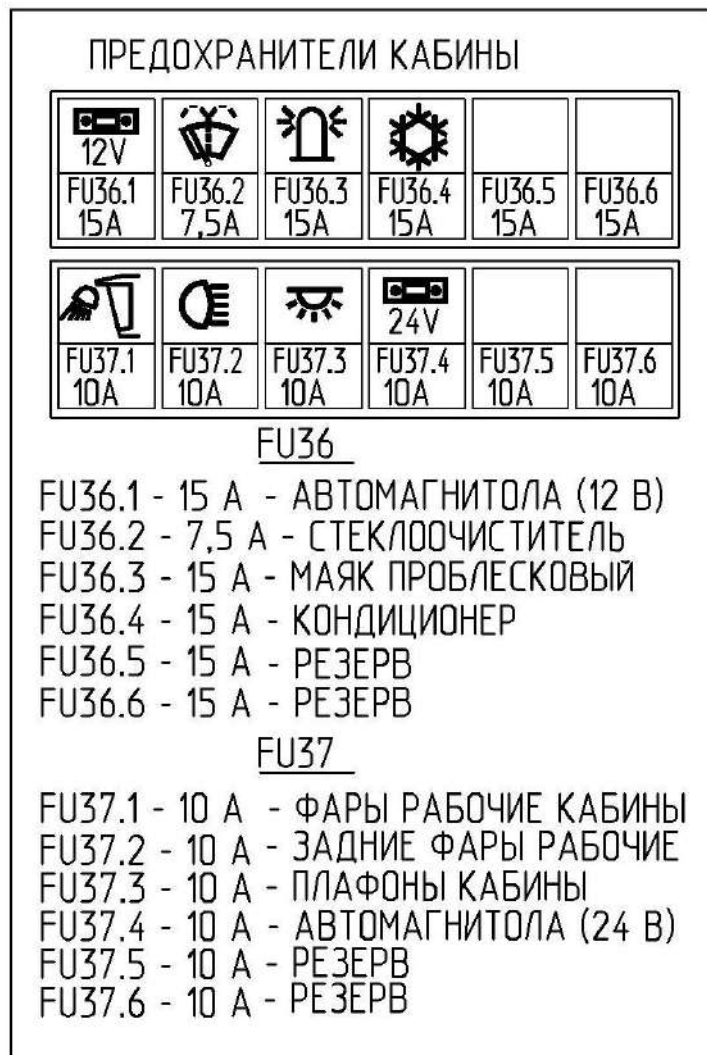 ПРЕДОХРАНИТЕЛИ КАБИНЫ
12V
FU36.1 FU36.2 FU36.3 FU36.4 FU36.5 FU36.6
15A 7,5A 15A 15A 15A 15A
24V
FU37.1 FU37.2 FU37.3 FU37.4 FU37.5 FU37.6
10A 10A 10A 10A 10A 10A
FU36
FU36.1 - 15 А - АВТОМАГНИТОЛА (12 В)
FU36.2 - 7,5 А - СТЕКЛООЧИСТИТЕЛЬ
FU36.3 - 15 А - МАЯК ПРОБЛЕСКОВЫЙ
FU36.4 - 15 А - КОНДИЦИОНЕР
FU36.5 - 15 А - РЕЗЕРВ
FU36.6 - 15 А - РЕЗЕРВ
FU37
FU37.1 - 10 А - ФАРЫ РАБОЧИЕ КАБИНЫ
FU37.2 - 10 А - ЗАДНИЕ ФАРЫ РАБОЧИЕ
FU37.3 - 10 А - ПЛАФОНЫ КАБИНЫ
FU37.4 - 10 А - АВТОМАГНИТОЛА (24 В)
FU37.5 - 10 А - РЕЗЕРВ
FU37.6 - 10 А - РЕЗЕРВ